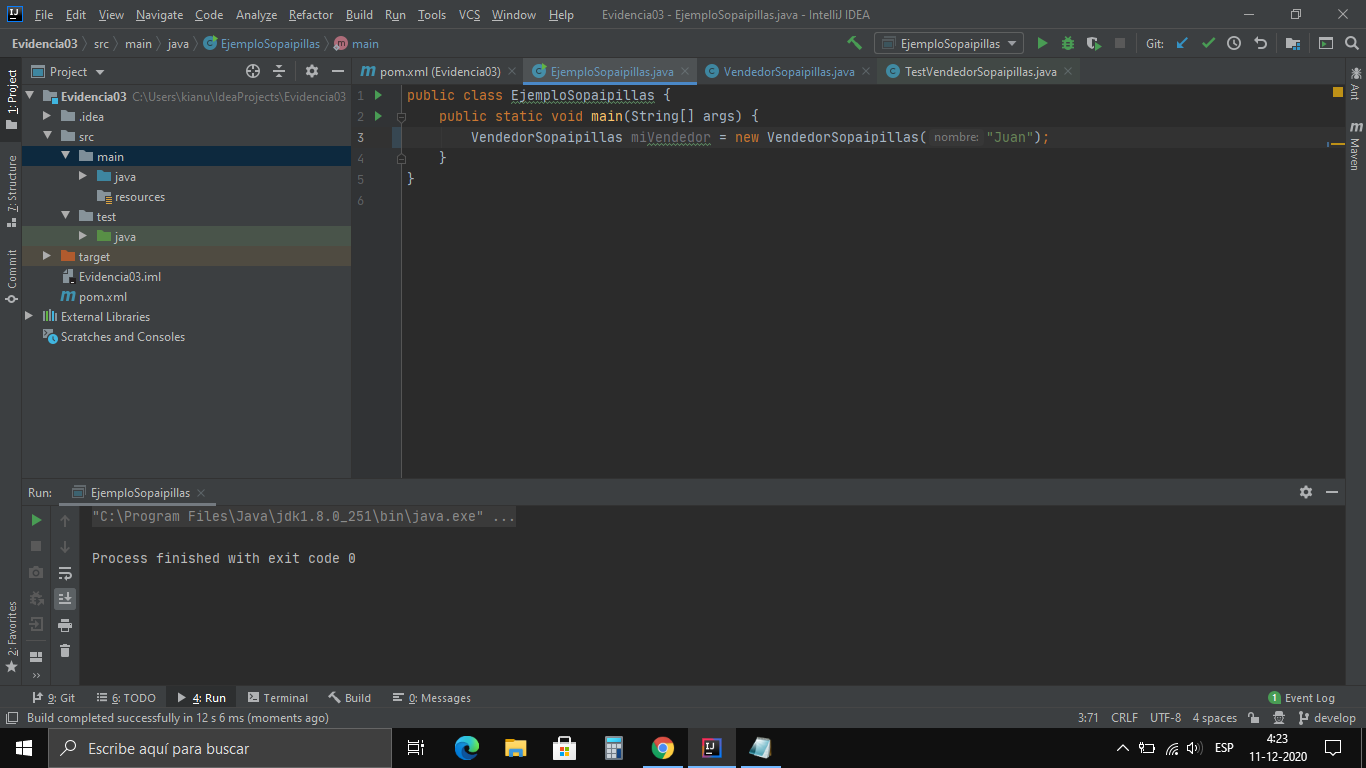 File Edit View Navigate Code Analyze Refactor Build Run Tools VCS Window Help Evidencia03 - EjemploSopaipillas.java - IntelliJ IDEA
Evidencia03 src main java EjemploSopaipillas main EjemploSopaipillas Git:
1: Project
Project
pom.xml (Evidencia03) EjemploSopaipillas.java VendedorSopaipillas.java TestVendedorSopaipillas.java
Evidencia03 C:\Users\kianu\IdeaProjects\Evidencia03
.idea
src
main
java
resources
test
java
target
Evidencia03.iml
pom.xml
External Libraries
Scratches and Consoles
1 public class EjemploSopaipillas {
2 public static void main(String[] args) {
3 VendedorSopaipillas miVendedor = new VendedorSopaipillas( nombre: "Juan");
4 }
5 }
6
Ant
Maven
7: Structure
Commit
2: Favorites
Run: EjemploSopaipillas
"C:\Program Files\Java\jdk1.8.0_251\bin\java.exe" ...
Process finished with exit code 0
9: Git 6: TODO 4: Run Terminal Build 0: Messages 1 Event Log
Build completed successfully in 12 s 6 ms (moments ago) 3:71 CRLF UTF-8 4 spaces develop
Escribe aquí para buscar
ESP
4:23
11-12-2020